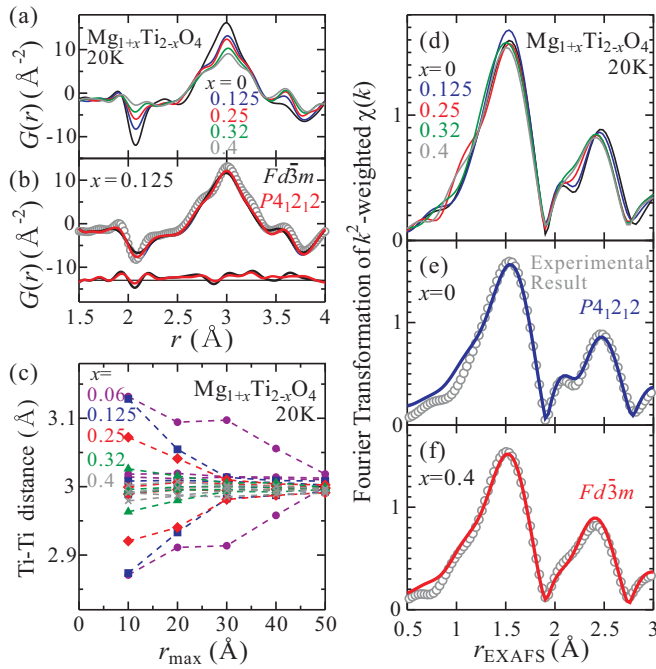 (a)
Mg1+xTi2-xO4
20K
x=0
0.125
0.25
0.32
0.4
G(r) (Å-2)
10
0
-10
(b)
x=0.125
Fd3̅m
P41212
G(r) (Å-2)
10
0
-10
1.5 2 2.5 3 3.5 4
r (Å)
(c)
x=
0.06
0.125
0.25
0.32
0.4
Mg1+xTi2-xO4
20K
Ti-Ti distance (Å)
3.1
3.0
2.9
0 10 20 30 40 50
rmax (Å)
(d)
Mg1+xTi2-xO4
20K
x=0
0.125
0.25
0.32
0.4
1
0
Fourier Transformation of k2-weighted χ(k)
(e)
Experimental
Result
P41212
x=0
1
0
(f)
x=0.4
Fd3̅m
1
0
0.5 1 1.5 2 2.5 3
rEXAFS (Å)